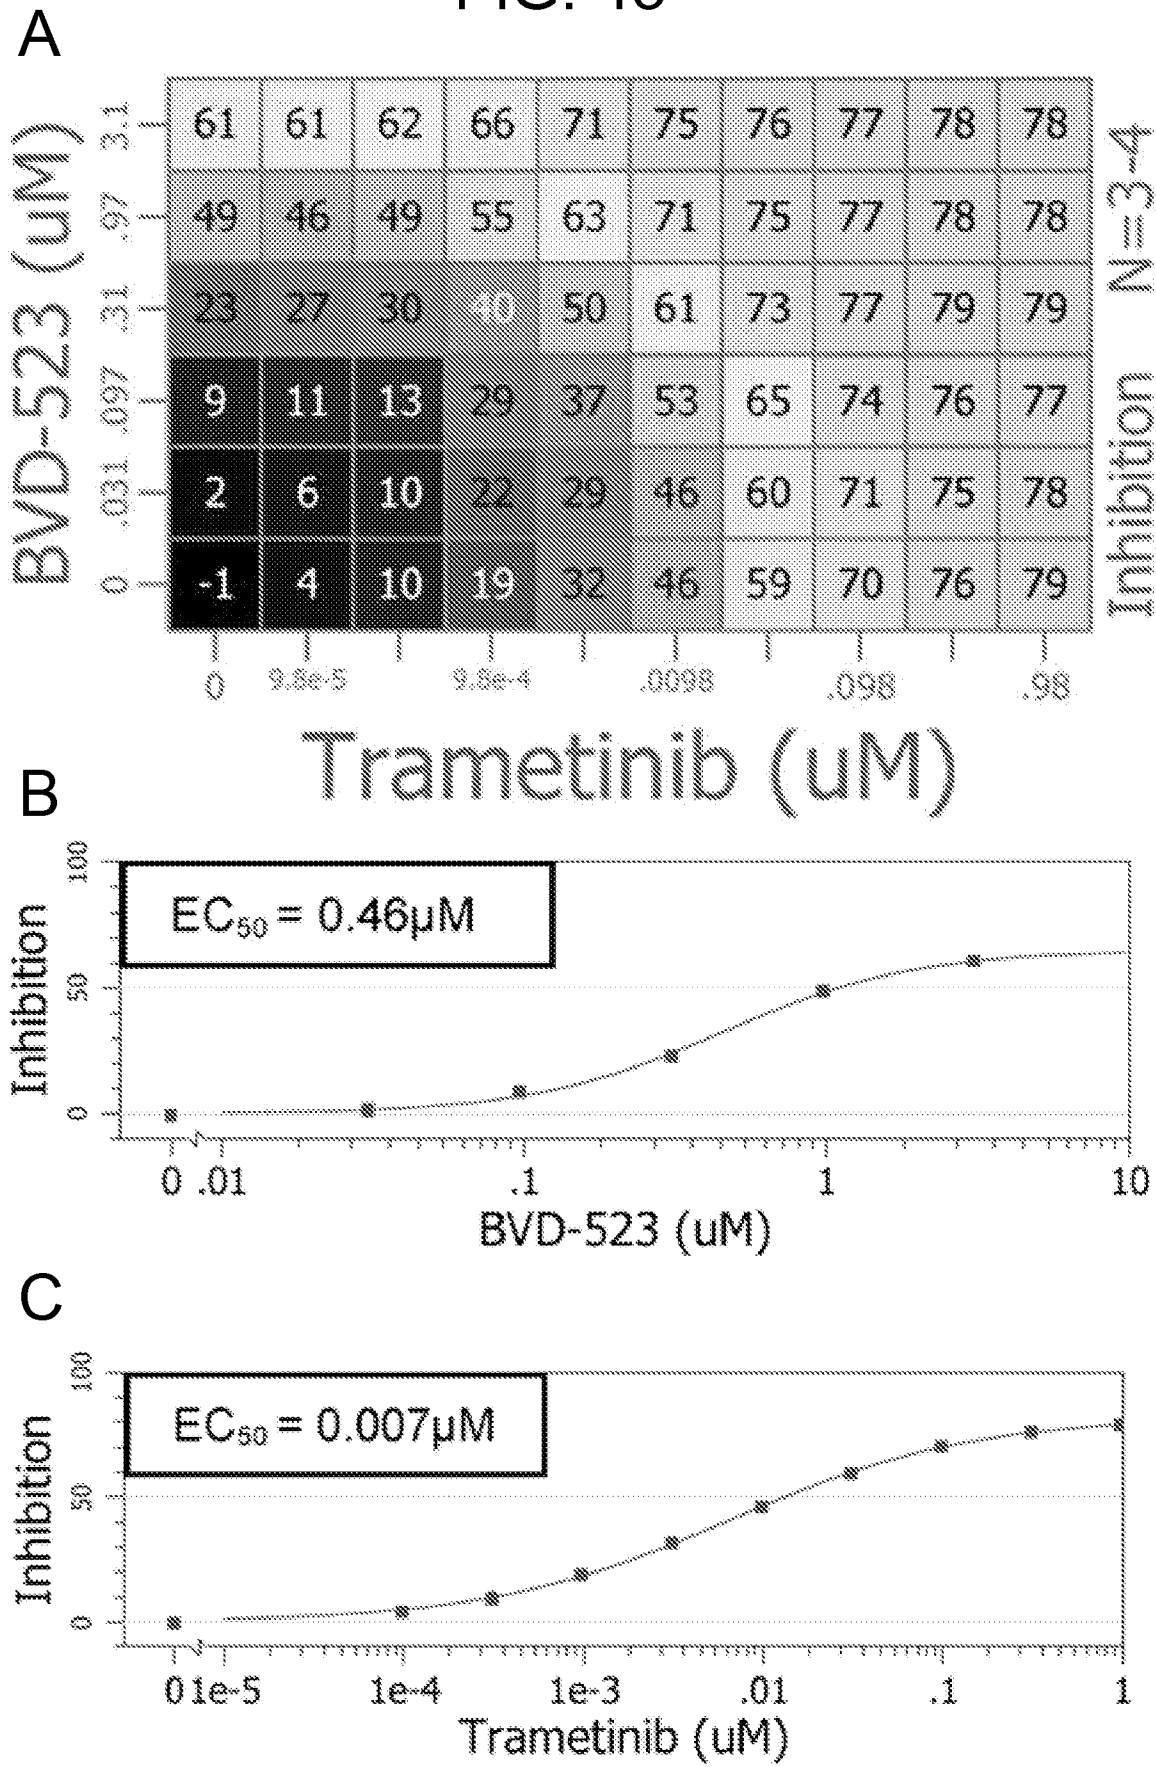 A
BVD-523 (uM)
3.1 61 61 62 66 71 75 76 77 78 78
.97 49 46 49 55 63 71 75 77 78 78
.31 23 27 30 40 50 61 73 77 79 79
.097 9 11 13 29 37 53 65 74 76 77
.031 2 6 10 22 29 46 60 71 75 78
0 -1 4 10 19 32 46 59 70 76 79
0 9.8e-5 9.8e-4 .0098 .098 .98
Trametinib (uM)
Inhibition N=3-4
B
EC50 = 0.46µM
Inhibition
100
50
0
0 .01 .1 1 10
BVD-523 (uM)
C
EC50 = 0.007µM
Inhibition
100
50
0
0 1e-5 1e-4 1e-3 .01 .1 1
Trametinib (uM)